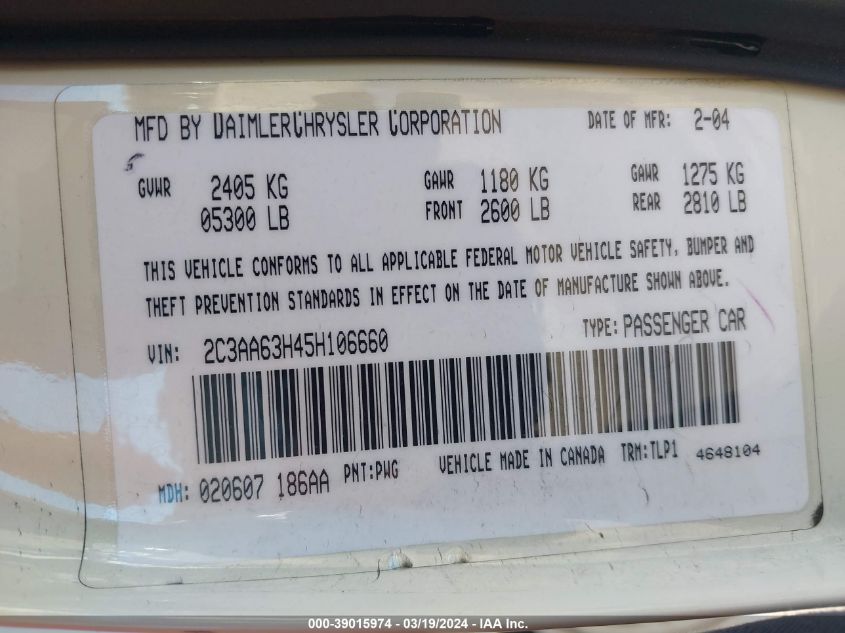 MFD BY DAIMLERCHRYSLER CORPORATION DATE OF MFR: 2-04
GVWR 2405 KG GAWR 1180 KG GAWR 1275 KG
05300 LB FRONT 2600 LB REAR 2810 LB
THIS VEHICLE CONFORMS TO ALL APPLICABLE FEDERAL MOTOR VEHICLE SAFETY, BUMPER AND
THEFT PREVENTION STANDARDS IN EFFECT ON THE DATE OF MANUFACTURE SHOWN ABOVE.
VIN: 2C3AA63H45H106660 TYPE: PASSENGER CAR
MDH: 020607 186AA PNT:PWG VEHICLE MADE IN CANADA TRM:TLP1 4648104
000-39015974 - 03/19/2024 - IAA Inc.